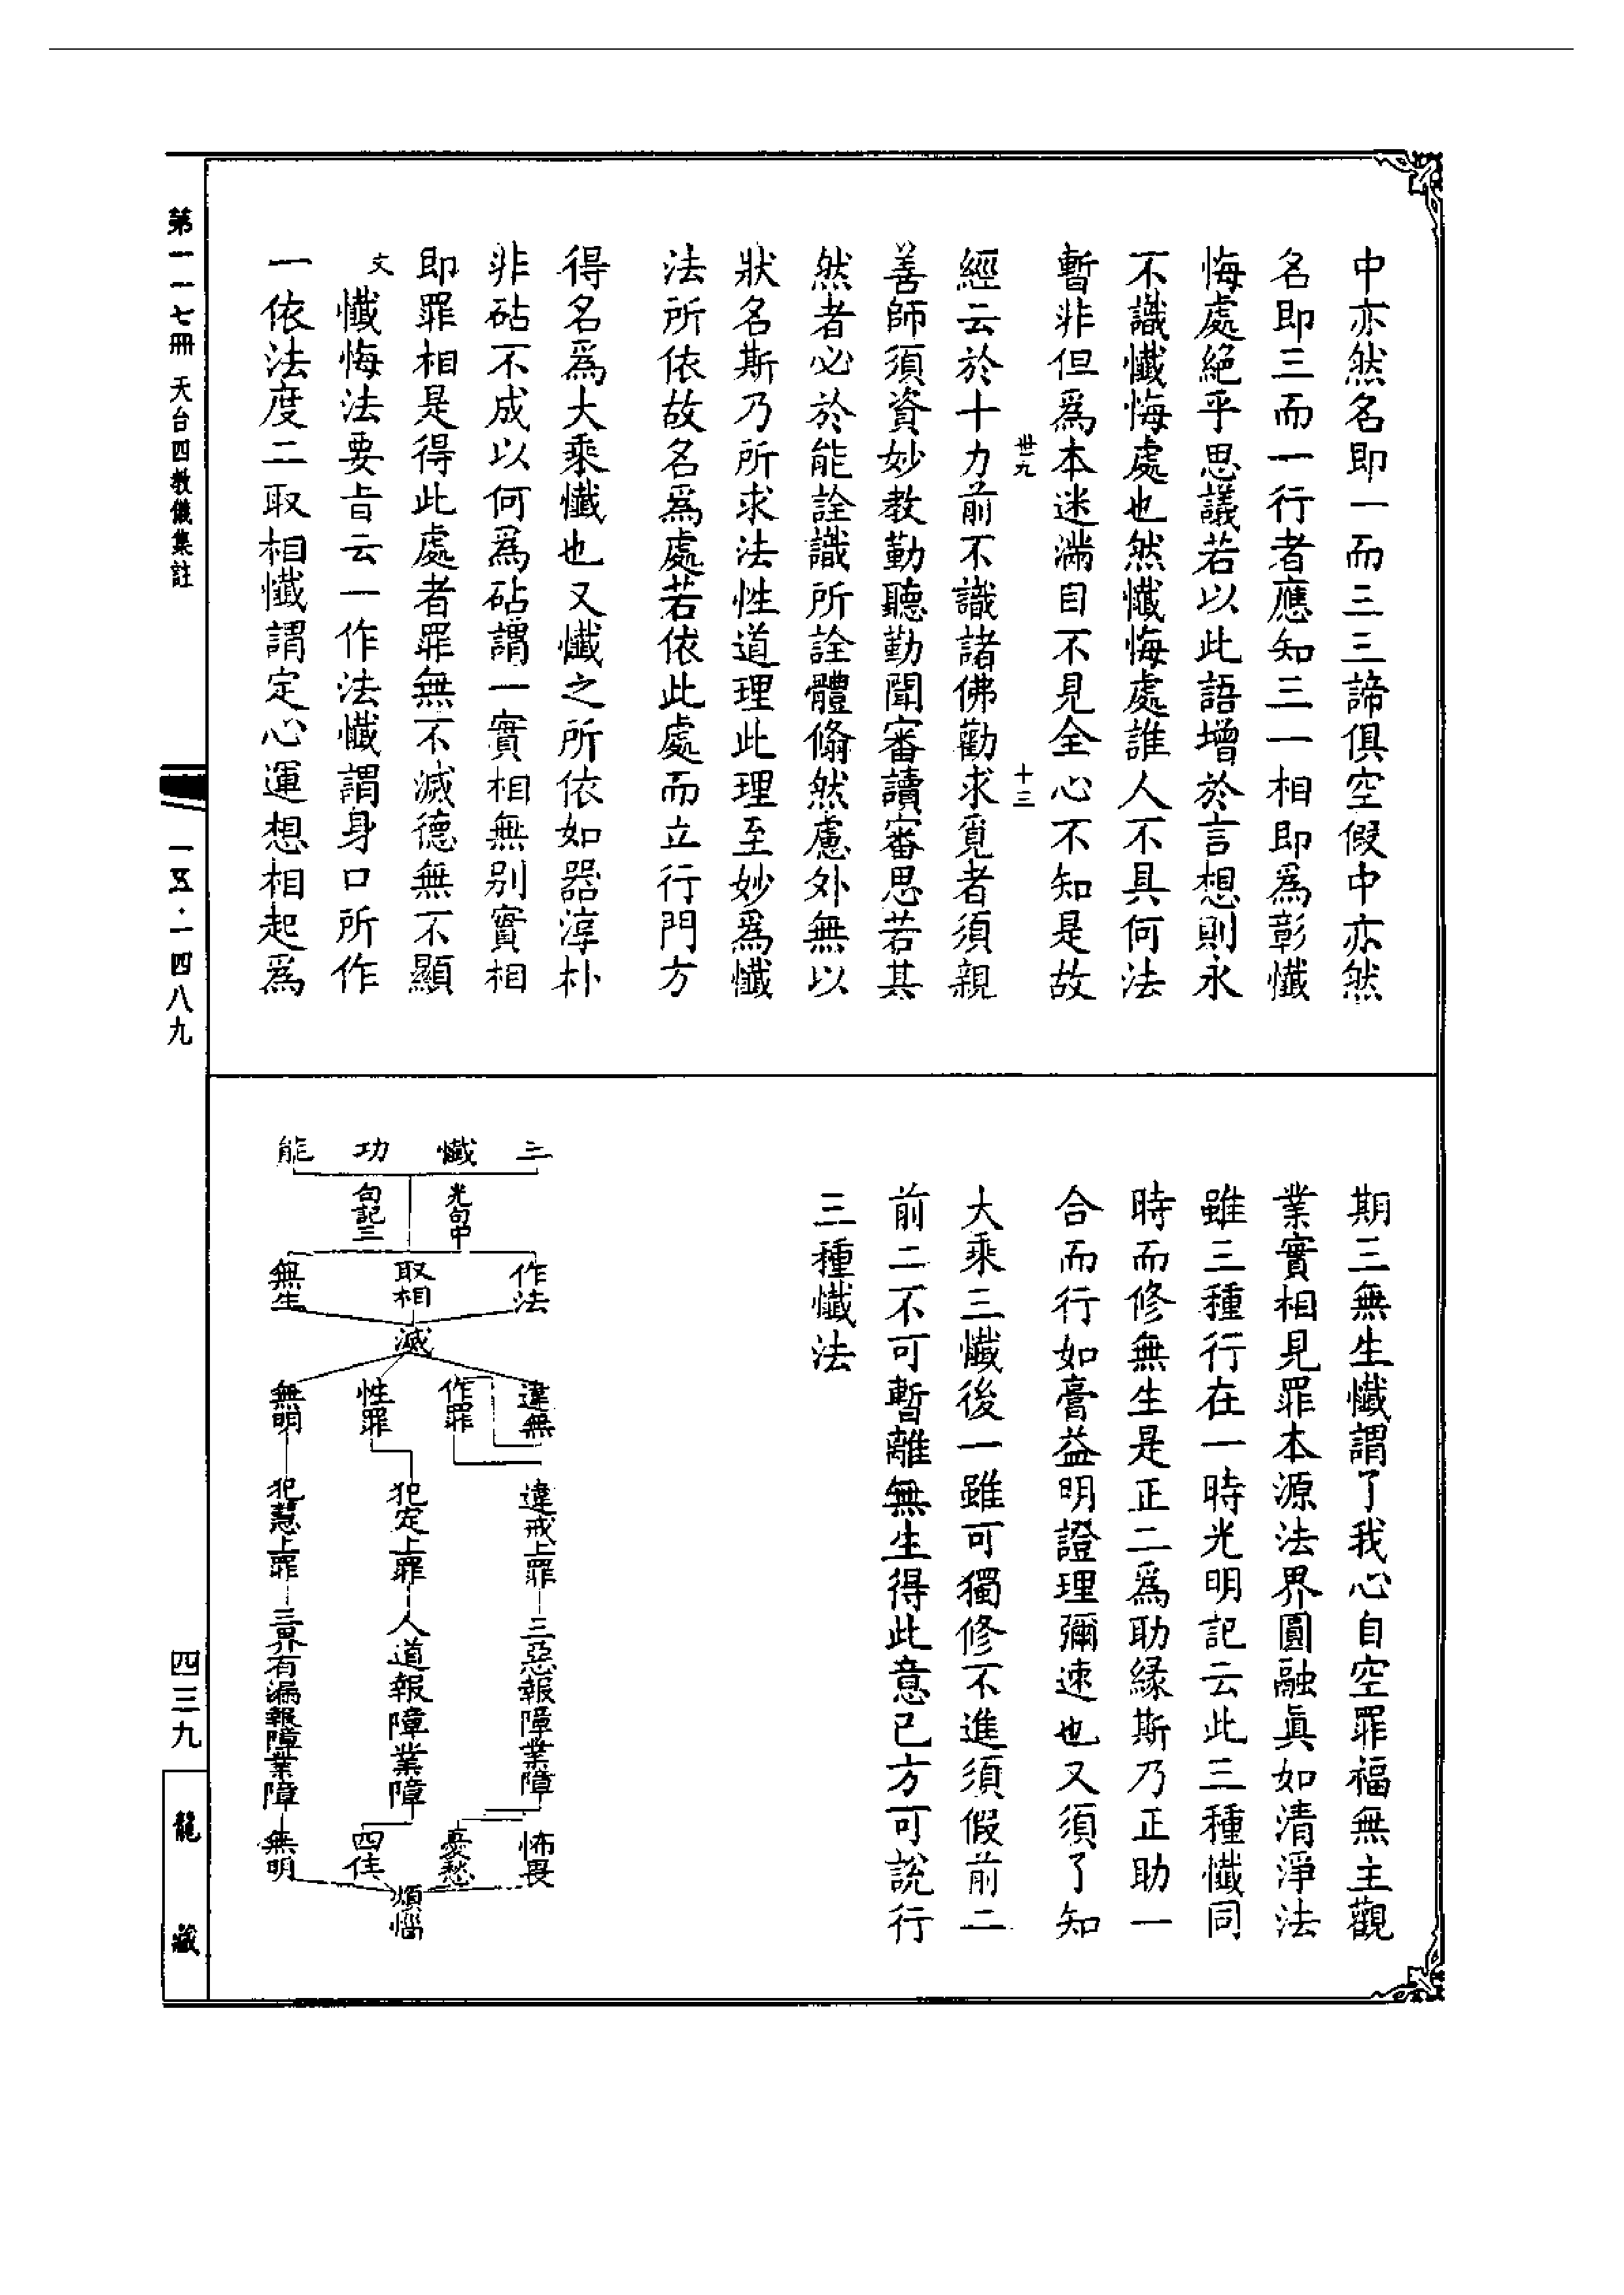 中亦然名即一而三三諦俱空假中亦然
名即三而一行者應知三一相即爲彰懺
悔處絕乎思議若以此語增於言想則永
不識懺悔處也然懺悔處誰人不具何法
暫非但爲本迷滿目不見全心不知是故
卋九
十三
經云於十力前不識諸佛勸求覓者須親
善師須資妙教勤聽勤聞審讀審思若其
然者必於能詮識所詮體翛然慮外無以
狀名斯乃所求法性道理此理至妙爲懺
法所依故名爲處若依此處而立行門方
得名爲大乘懺也又懺之所依如器淳朴
非砧不成以何爲砧謂一實相無別實相
即罪相是得此處者罪無不滅德無不顯
文懺悔法要旨云一作法懺謂身口所作
一依法度二取相懺謂定心運想相起爲
期三無生懺謂了我心自空罪福無主觀
業實相見罪本源法界圓融眞如清淨法
雖三種行在一時光明記云此三種懺同
時而修無生是正二爲助緣斯乃正助一
合而行如膏益明證理彌速也又須了知
大乘三懺後一雖可獨修不進須假前二
前二不可暫離無生得此意已方可說行
三種懺法
三懺功能
光句中
句記三
作法
取相
無生
滅
違無
作罪
性罪
無明
違戒上罪
三惡報障業障
犯定上罪
人道報障業障
犯慧上罪
三界有漏報障業障
怖畏
憂愁
四住
無明
煩惱
第一一七冊 天台四教儀集註
一五·一四八九
四三九
龍藏